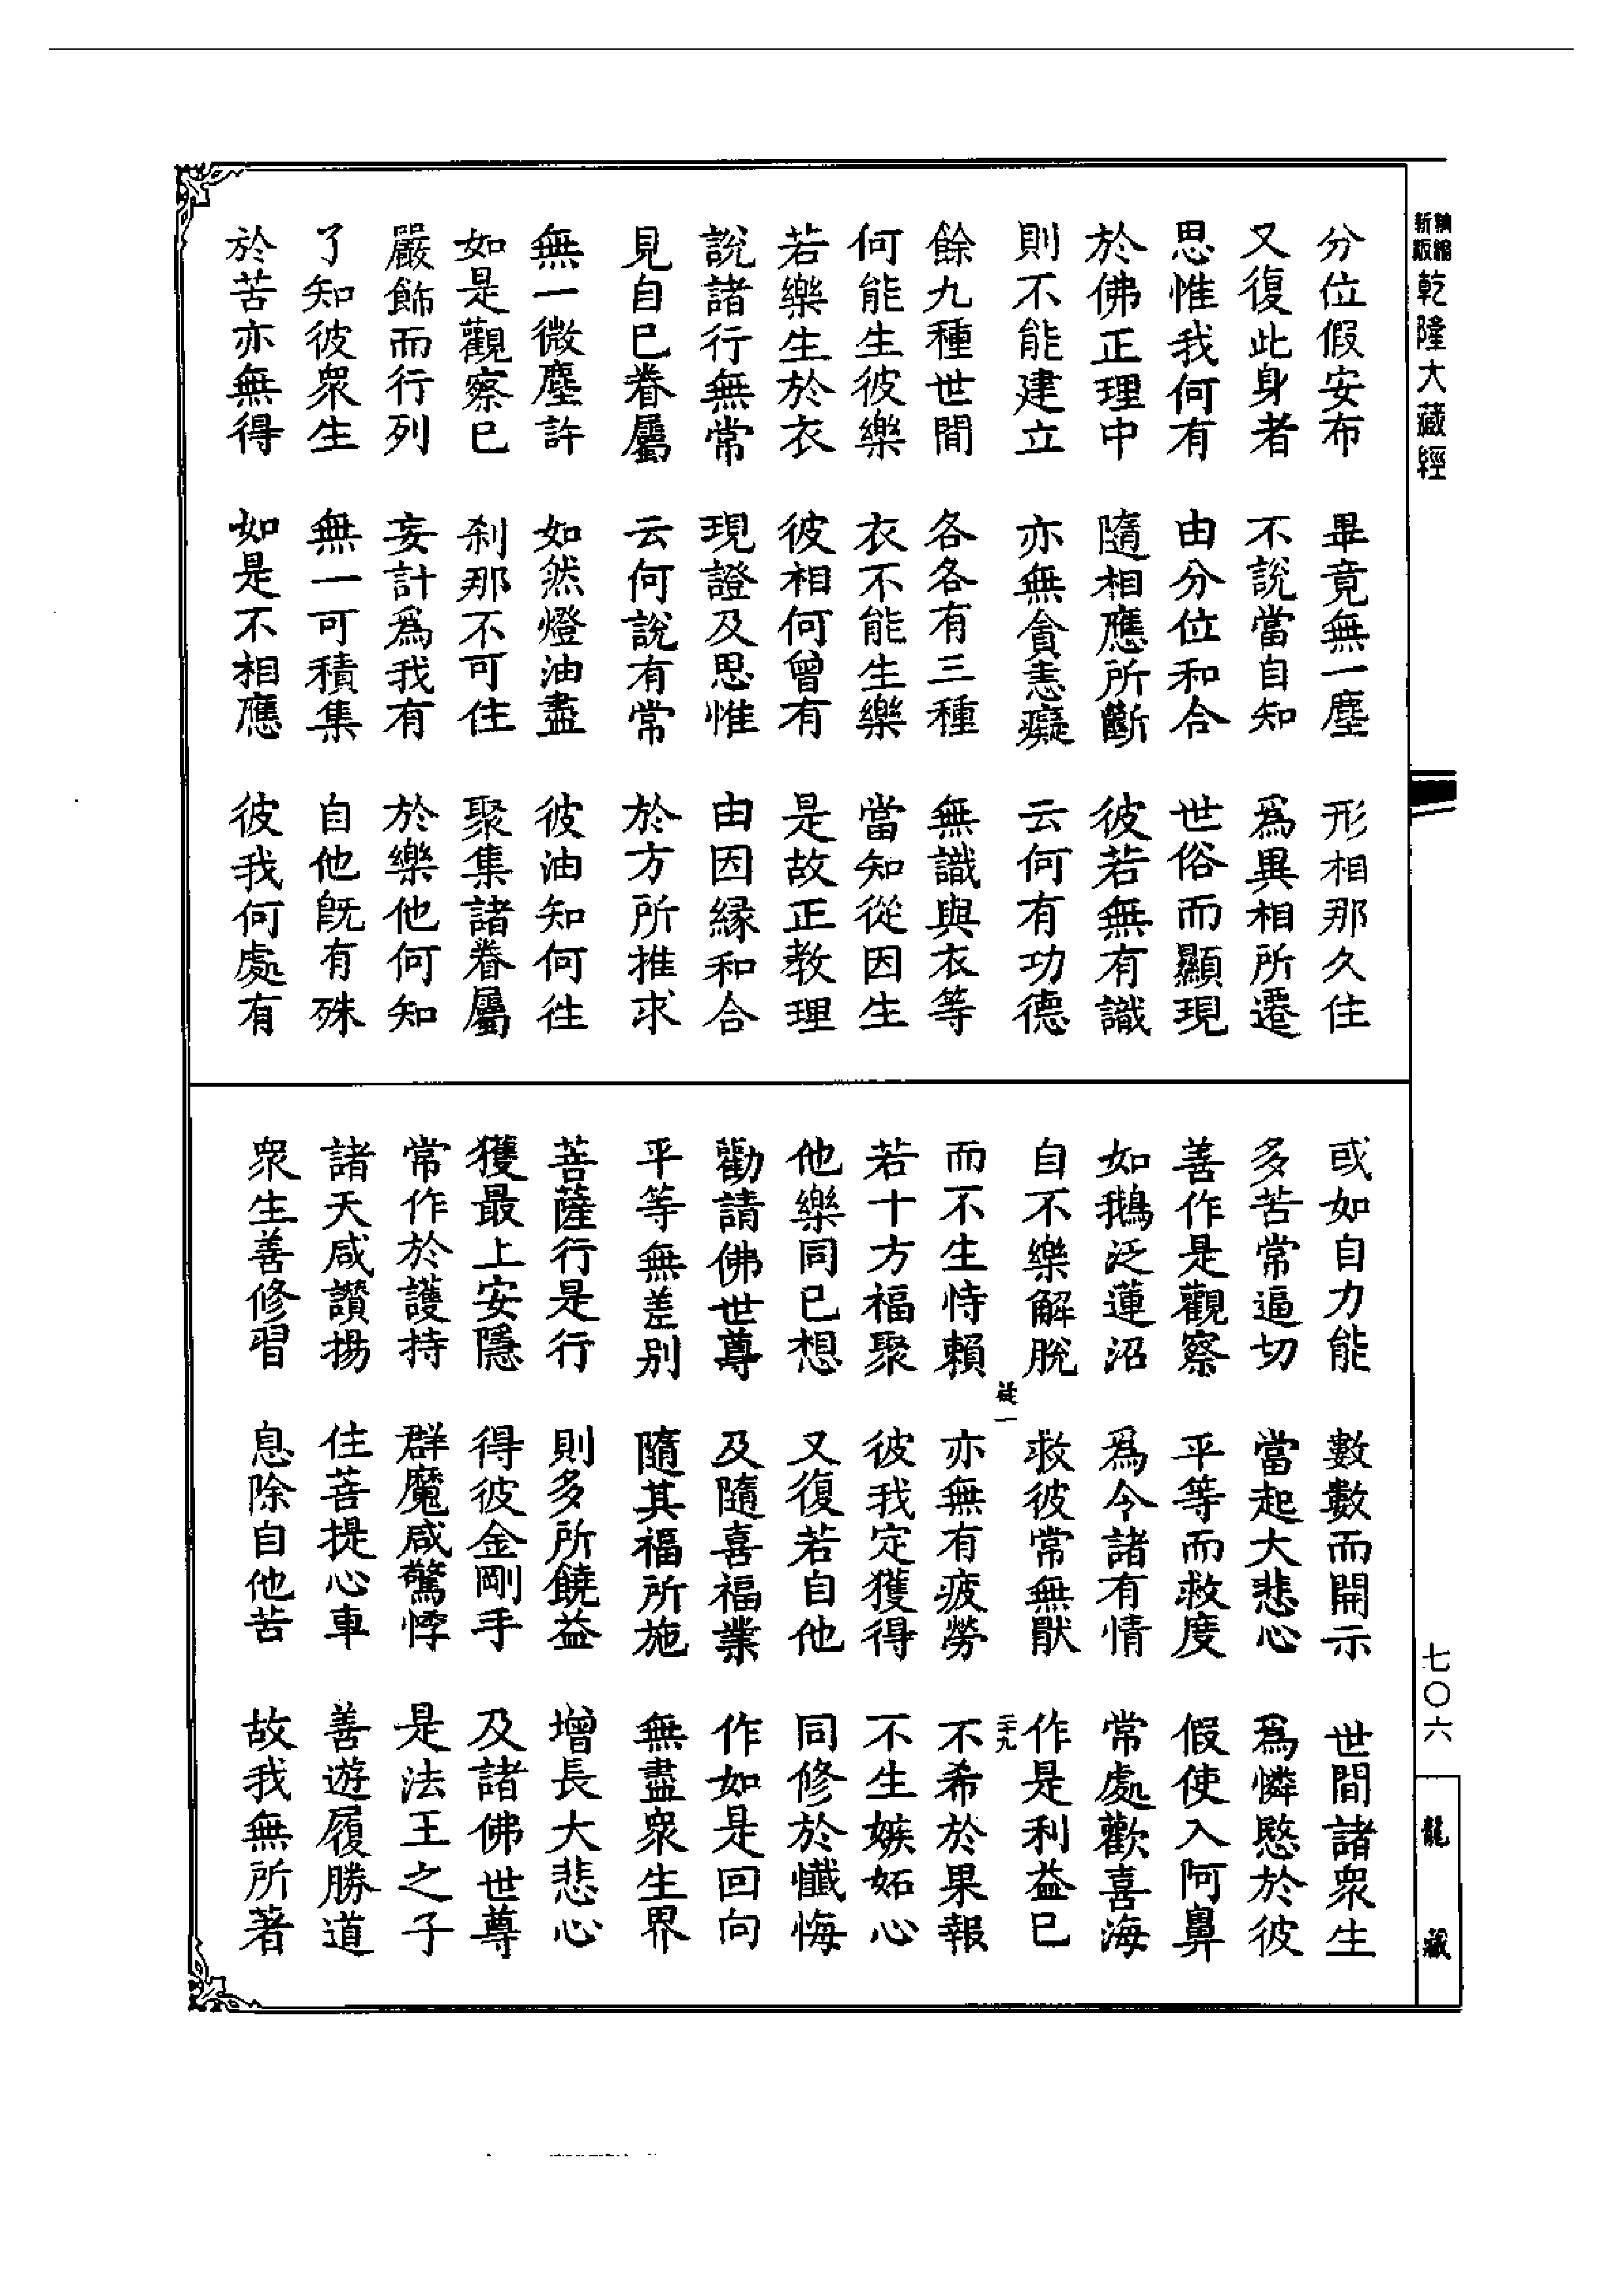 新版精編
乾隆大藏經
分位假安布 畢竟無一塵 形相那久住
又復此身者 不說當自知 爲異相所遷
思惟我何有 由分位和合 世俗而顯現
於佛正理中 隨相應所斷 彼若無有識
則不能建立 亦無貪恚癡 云何有功德
餘九種世間 各各有三種 無識與衣等
何能生彼樂 衣不能生樂 當知從因生
若樂生於衣 彼相何曾有 是故正教理
說諸行無常 現證及思惟 由因緣和合
見自已眷屬 云何說有常 於方所推求
無一微塵許 如然燈油盡 彼油知何往
如是觀察已 刹那不可住 聚集諸眷屬
嚴飾而行列 妄計爲我有 於樂他何知
了知彼衆生 無一可積集 自他旣有殊
於苦亦無得 如是不相應 彼我何處有
或如自力能 數數而開示 世間諸衆生
多苦常逼切 當起大悲心 爲憐愍於彼
善作是觀察 平等而救度 假使入阿鼻
如鵝泛蓮沼 爲令諸有情 常處歡喜海
自不樂解脫 救彼常無猒 作是利益已
二十九
而不生恃賴 亦無有疲勞 不希於果報
若十方福聚 彼我定獲得 不生嫉妬心
他樂同已想 又復若自他 同修於懺悔
勸請佛世尊 及隨喜福業 作如是回向
平等無差別 隨其福所施 無盡衆生界
菩薩行是行 則多所饒益 增長大悲心
獲最上安隱 得彼金剛手 及諸佛世尊
常作於護持 群魔咸驚悸 是法王之子
諸天咸讚揚 住菩提心車 善遊履勝道
衆生善修習 息除自他苦 故我無所著
七〇六
龍藏